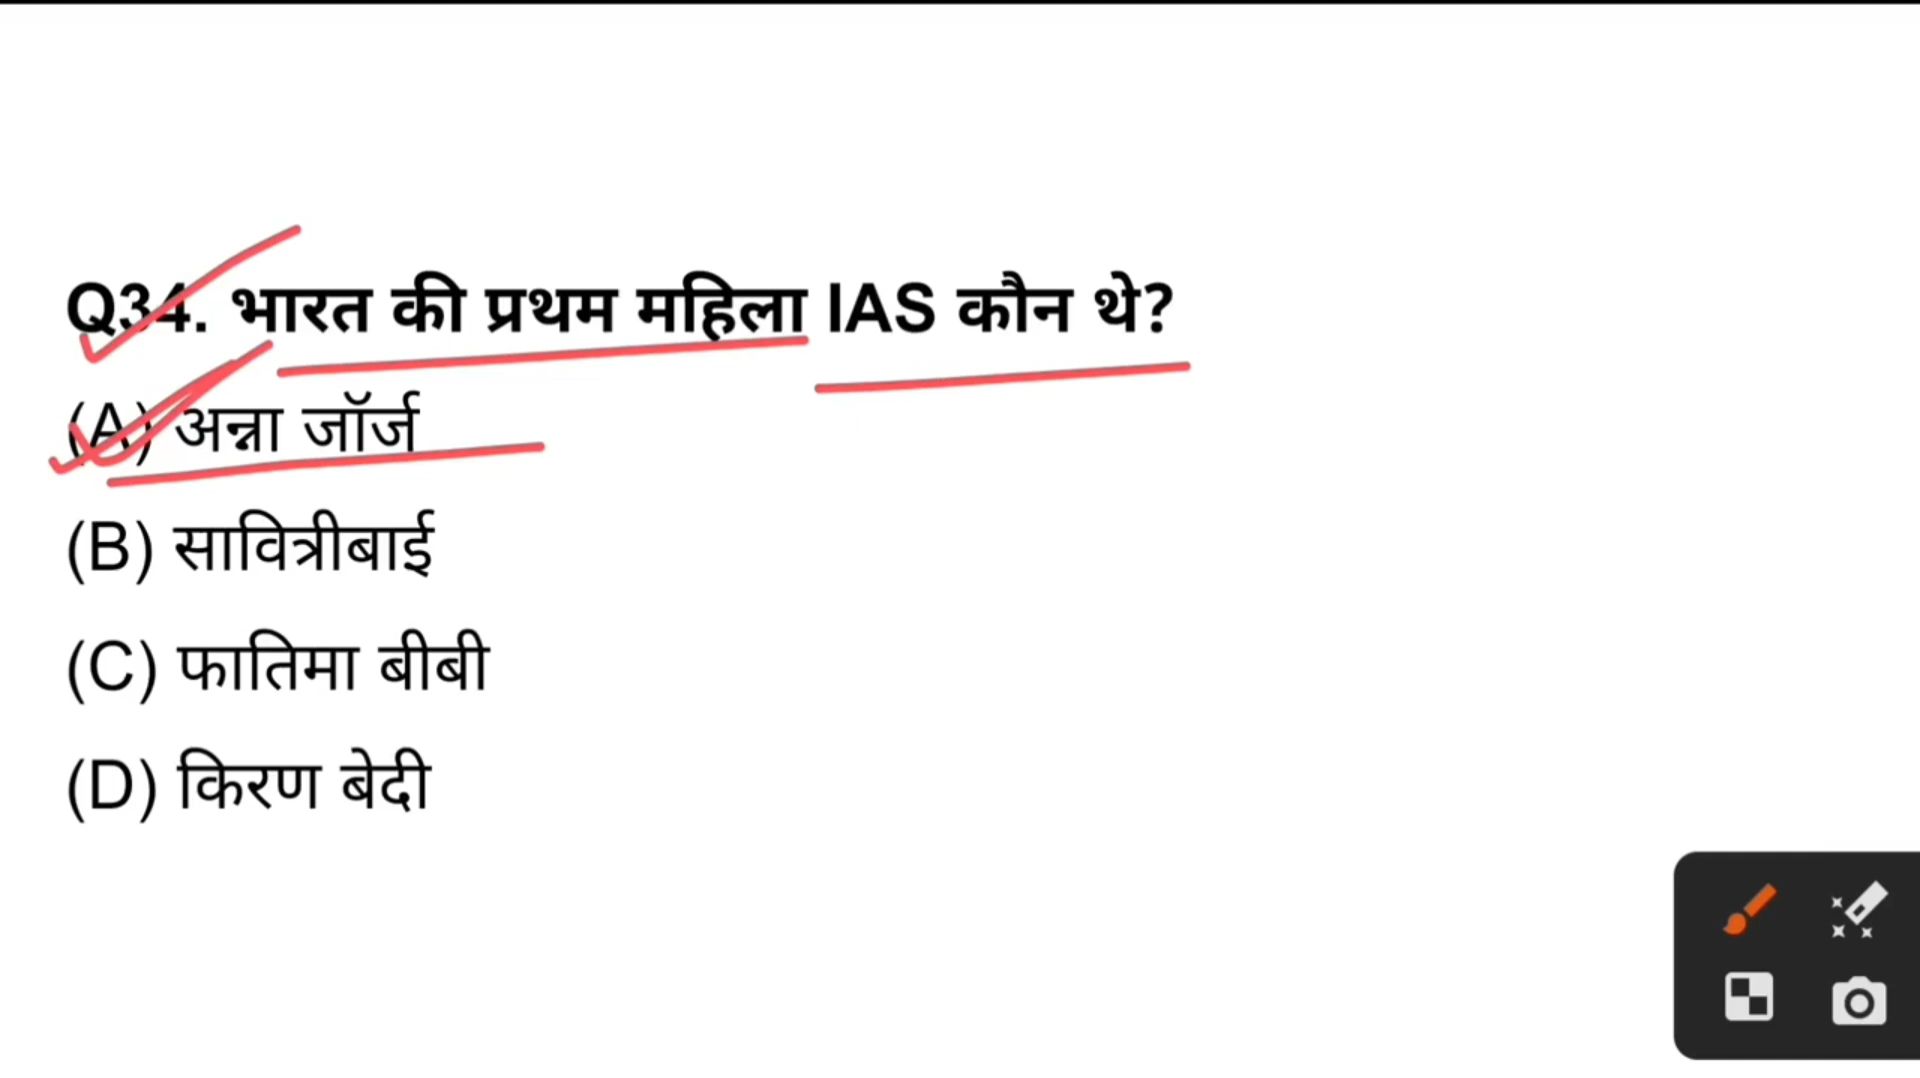 Q34. भारत की प्रथम महिला IAS कौन थे?
(A) अन्ना जॉर्ज
(B) सावित्रीबाई
(C) फातिमा बीबी
(D) किरण बेदी